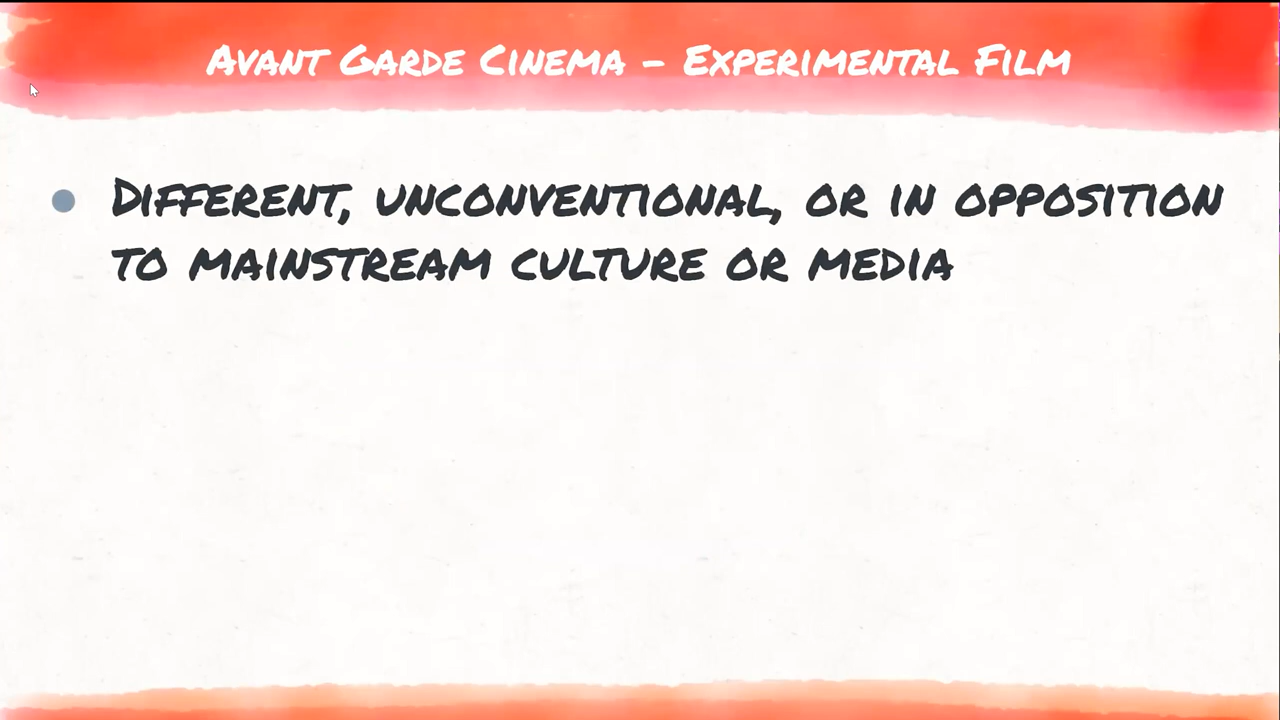 Avant Garde Cinema – Experimental Film
Different, unconventional, or in opposition
to mainstream culture or media